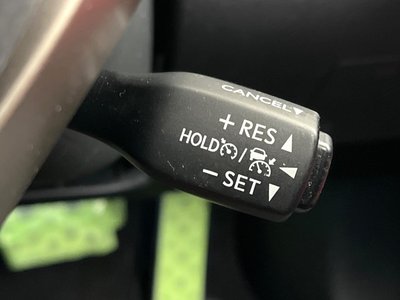 CANCEL▼
+ RES ▲
HOLD /
− SET ▼